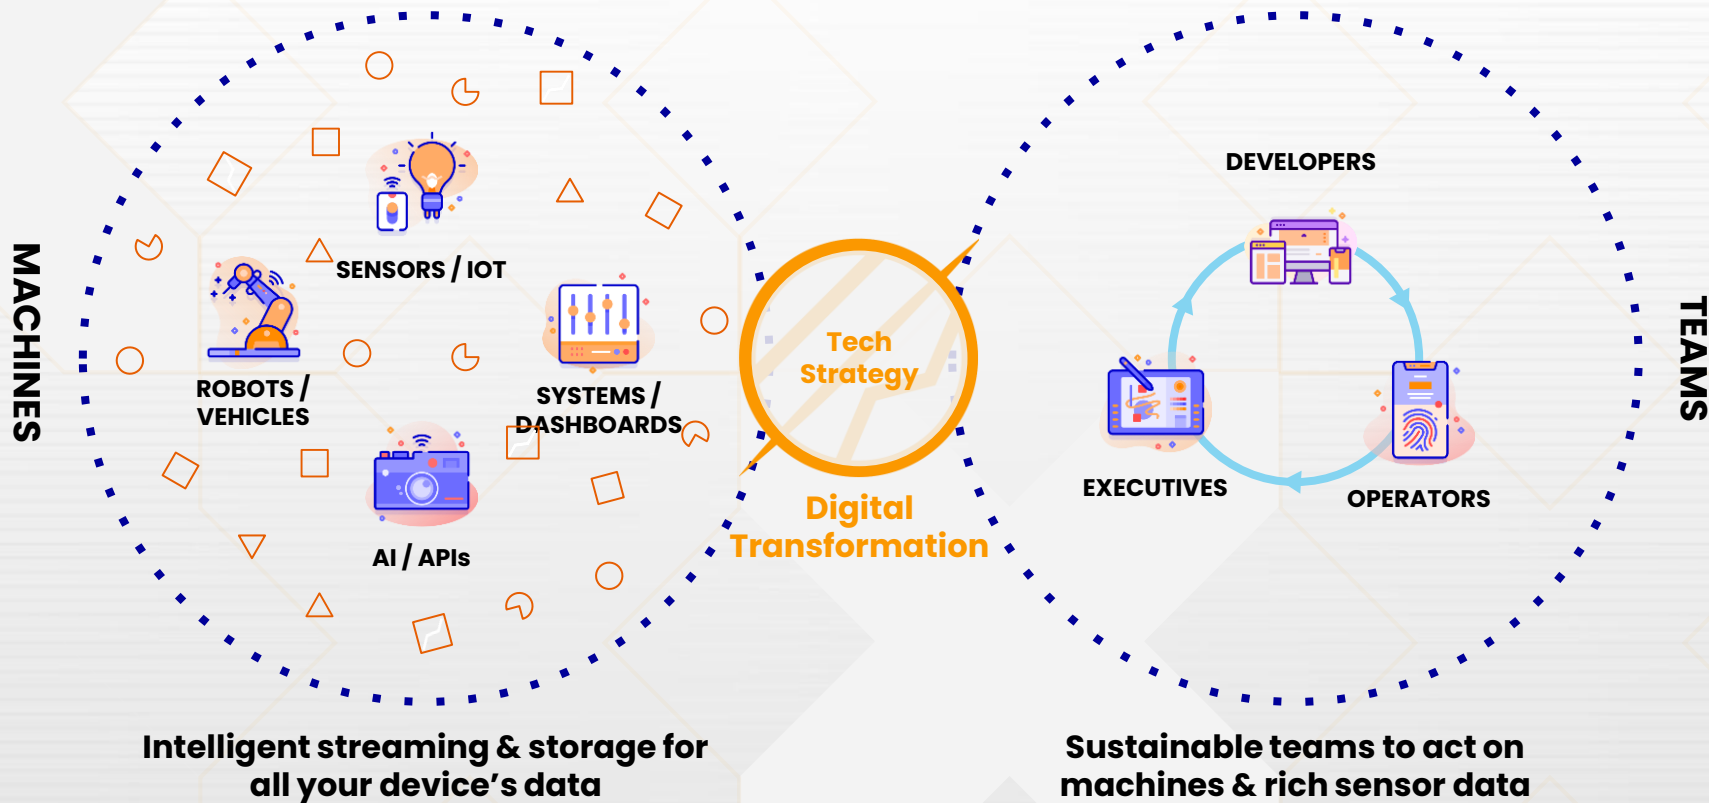 MACHINES
SENSORS / IOT
ROBOTS /
VEHICLES
SYSTEMS /
DASHBOARDS
AI / APIs
Intelligent streaming & storage for
all your device’s data
Tech
Strategy
Digital
Transformation
DEVELOPERS
EXECUTIVES
OPERATORS
TEAMS
Sustainable teams to act on
machines & rich sensor data